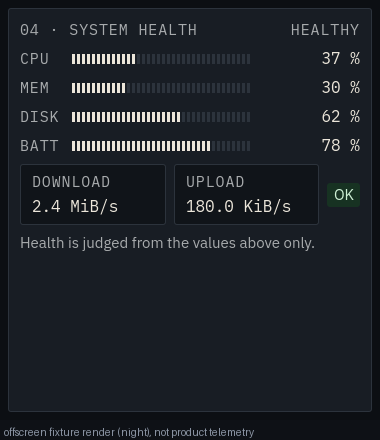 04 · SYSTEM HEALTH HEALTHY
CPU 37 %
MEM 30 %
DISK 62 %
BATT 78 %
DOWNLOAD UPLOAD
2.4 MiB/s 180.0 KiB/s OK
Health is judged from the values above only.
offscreen fixture render (night), not product telemetry